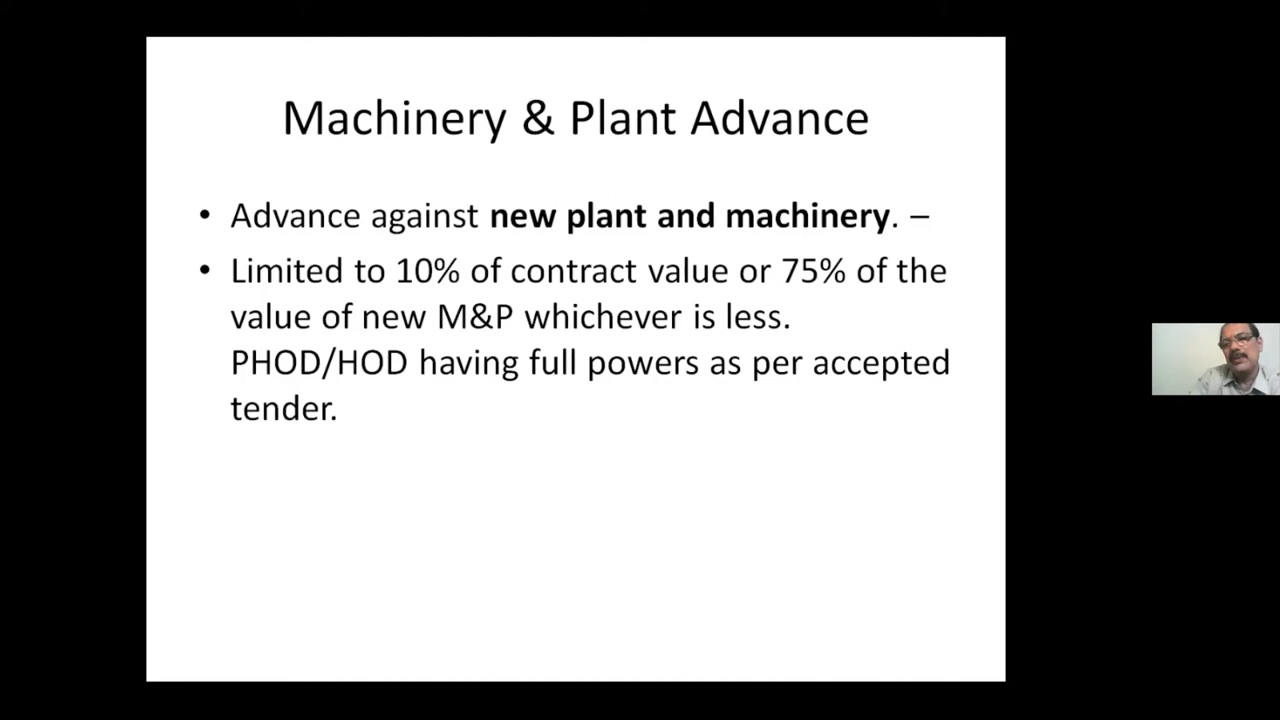 Machinery & Plant Advance
• Advance against new plant and machinery. –
• Limited to 10% of contract value or 75% of the
value of new M&P whichever is less.
PHOD/HOD having full powers as per accepted
tender.